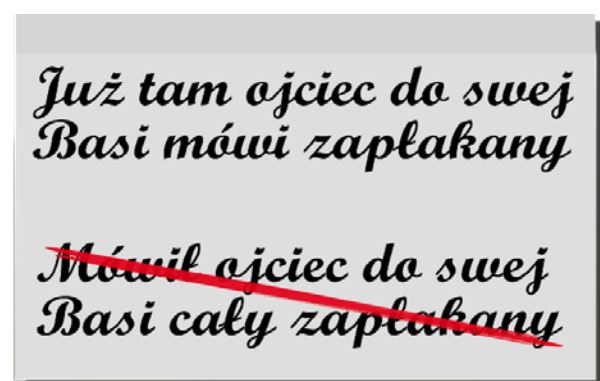 Już tam ojciec do swej
Basi mówi zapłakany
Mówił ojciec do swej
Basi cały zapłakany